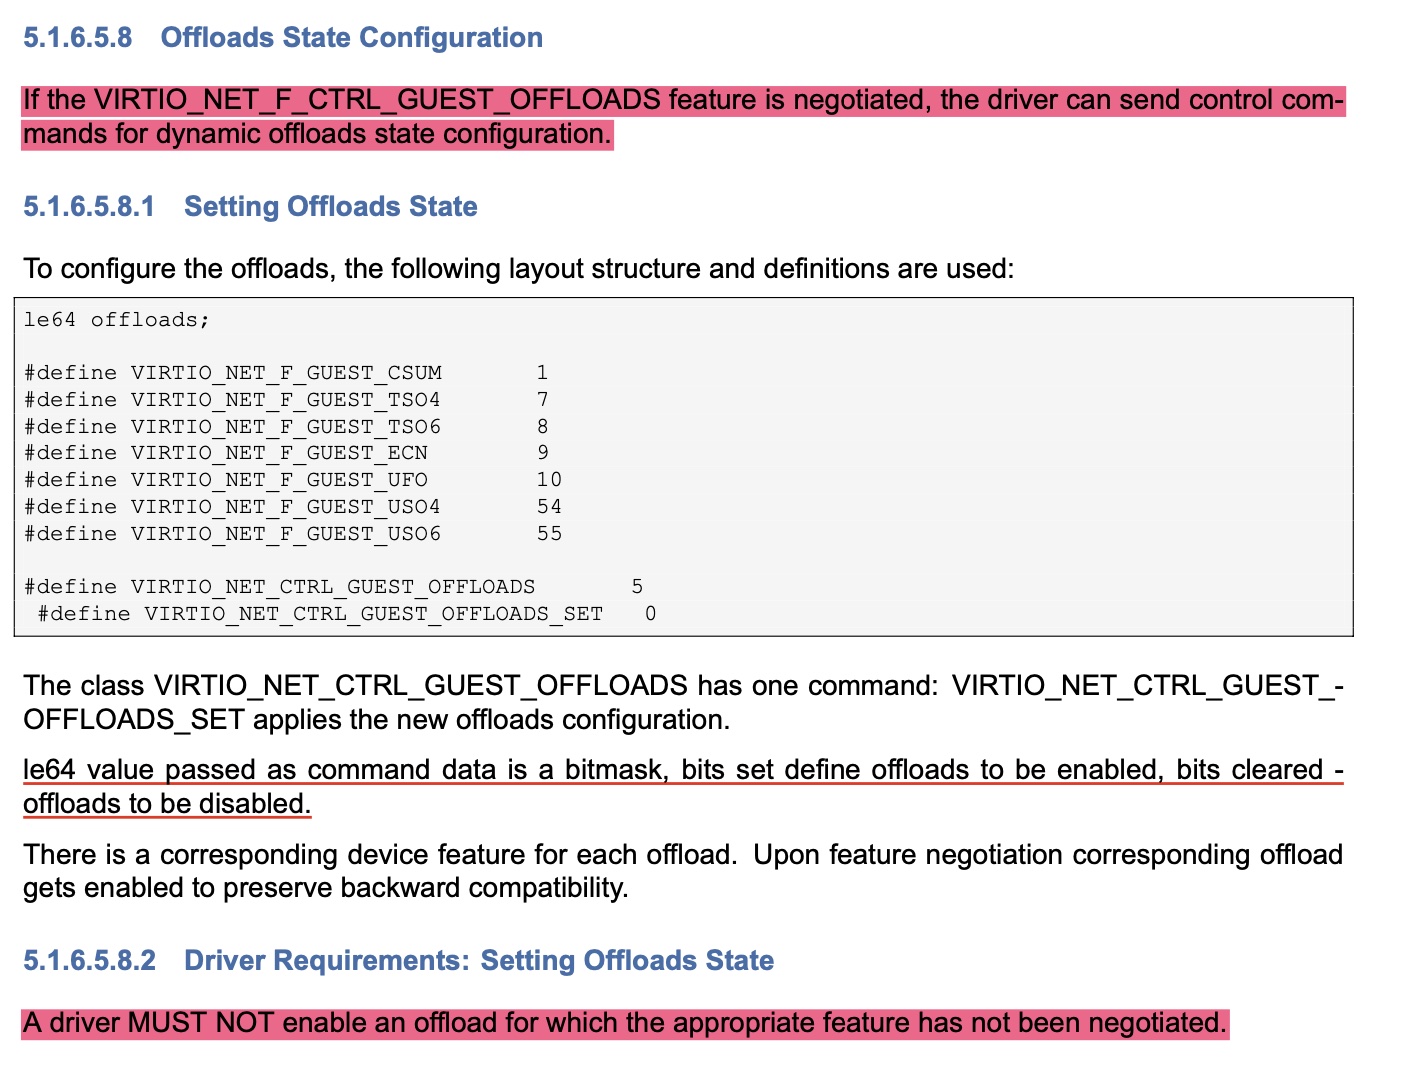 5.1.6.5.8 Offloads State Configuration
If the VIRTIO_NET_F_CTRL_GUEST_OFFLOADS feature is negotiated, the driver can send control com-
mands for dynamic offloads state configuration.
5.1.6.5.8.1 Setting Offloads State
To configure the offloads, the following layout structure and definitions are used:
le64 offloads;
#define VIRTIO_NET_F_GUEST_CSUM       1
#define VIRTIO_NET_F_GUEST_TSO4       7
#define VIRTIO_NET_F_GUEST_TSO6       8
#define VIRTIO_NET_F_GUEST_ECN        9
#define VIRTIO_NET_F_GUEST_UFO        10
#define VIRTIO_NET_F_GUEST_USO4       54
#define VIRTIO_NET_F_GUEST_USO6       55
#define VIRTIO_NET_CTRL_GUEST_OFFLOADS       5
 #define VIRTIO_NET_CTRL_GUEST_OFFLOADS_SET   0
The class VIRTIO_NET_CTRL_GUEST_OFFLOADS has one command: VIRTIO_NET_CTRL_GUEST_-
OFFLOADS_SET applies the new offloads configuration.
le64 value passed as command data is a bitmask, bits set define offloads to be enabled, bits cleared -
offloads to be disabled.
There is a corresponding device feature for each offload. Upon feature negotiation corresponding offload
gets enabled to preserve backward compatibility.
5.1.6.5.8.2 Driver Requirements: Setting Offloads State
A driver MUST NOT enable an offload for which the appropriate feature has not been negotiated.